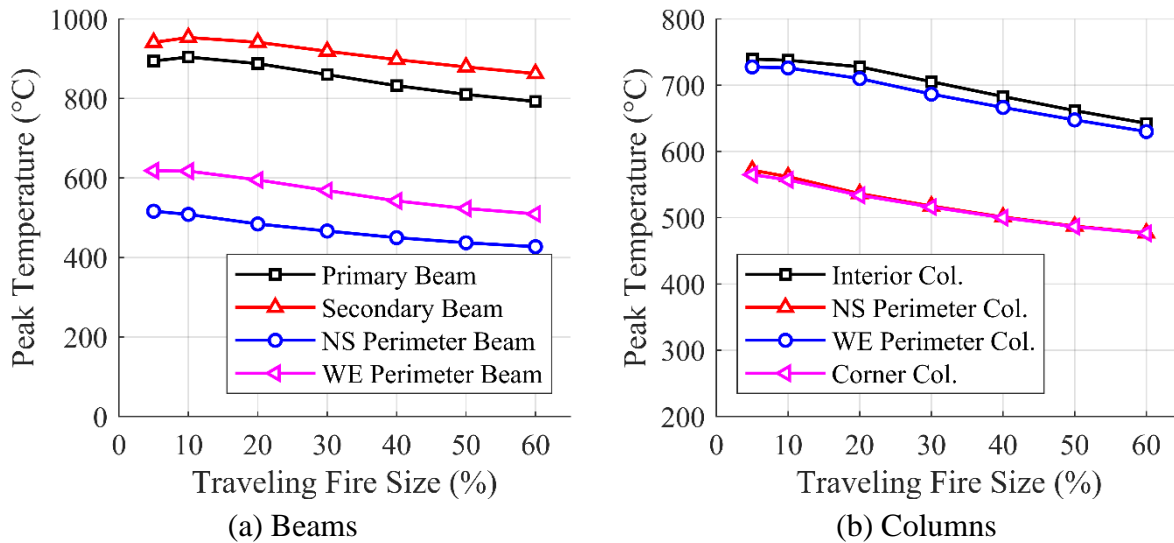 1000
800
600
400
200
0
Peak Temperature (°C)
Primary Beam
Secondary Beam
NS Perimeter Beam
WE Perimeter Beam
0 10 20 30 40 50 60
Traveling Fire Size (%)
(a) Beams
800
700
600
500
400
300
200
Peak Temperature (°C)
Interior Col.
NS Perimeter Col.
WE Perimeter Col.
Corner Col.
0 10 20 30 40 50 60
Traveling Fire Size (%)
(b) Columns